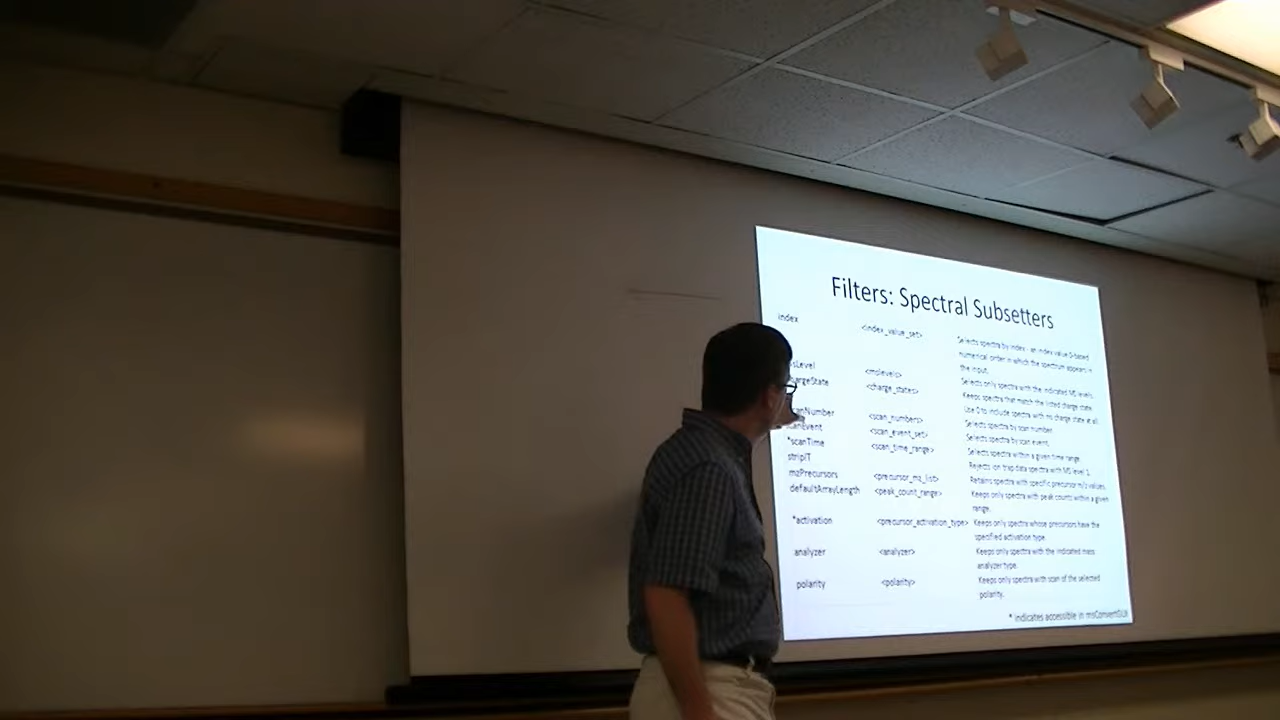 Filters: Spectral Subsetters
index <index_value_set> Selects spectra by index - an index value 0-based
numerical order in which the spectrum appears in
the input.
sLevel <mslevels> Selects only spectra with the indicated MS levels.
hargeState <charge_states> Keeps spectra that match the listed charge state.
Use 0 to include spectra with no charge state at all.
anNumber <scan_numbers> Selects spectra by scan number.
scanEvent <scan_event_set> Selects spectra by scan event.
*scanTime <scan_time_range> Selects spectra within a given time range.
stripIT Rejects ion trap data spectra with MS level 1.
mzPrecursors <precursor_mz_list> Retains spectra with specific precursor m/z values.
defaultArrayLength <peak_count_range> Keeps only spectra with peak counts within a given
range.
*activation <precursor_activation_type> Keeps only spectra whose precursors have the
specified activation type.
analyzer <analyzer> Keeps only spectra with the indicated mass
analyzer type.
polarity <polarity> Keeps only spectra with scan of the selected
polarity.
* indicates accessible in msConvertGUI